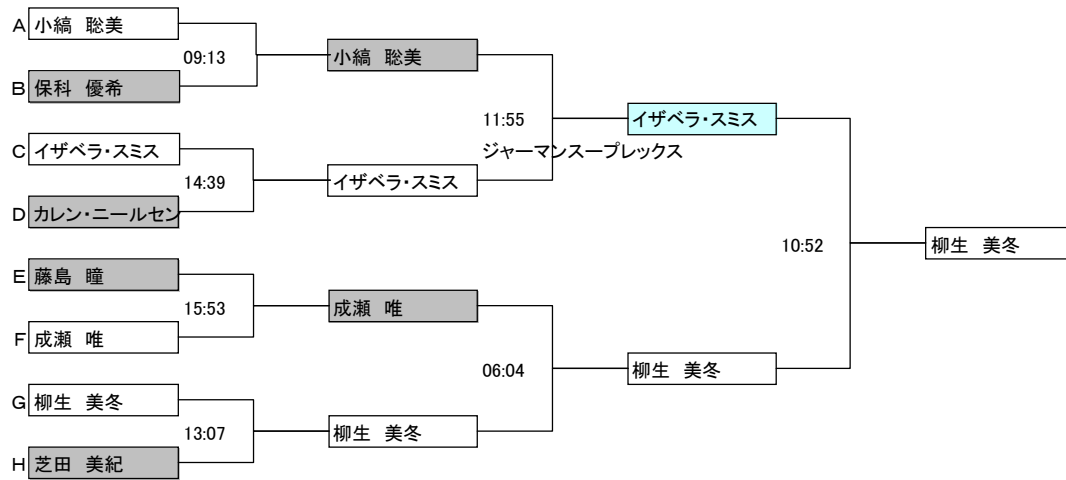 A 小縞 聡美
09:13
B 保科 優希
小縞 聡美
C イザベラ・スミス
14:39
D カレン・ニールセン
イザベラ・スミス
11:55
ジャーマンスープレックス
イザベラ・スミス
E 藤島 瞳
15:53
F 成瀬 唯
成瀬 唯
G 柳生 美冬
13:07
H 芝田 美紀
柳生 美冬
06:04
柳生 美冬
10:52
柳生 美冬